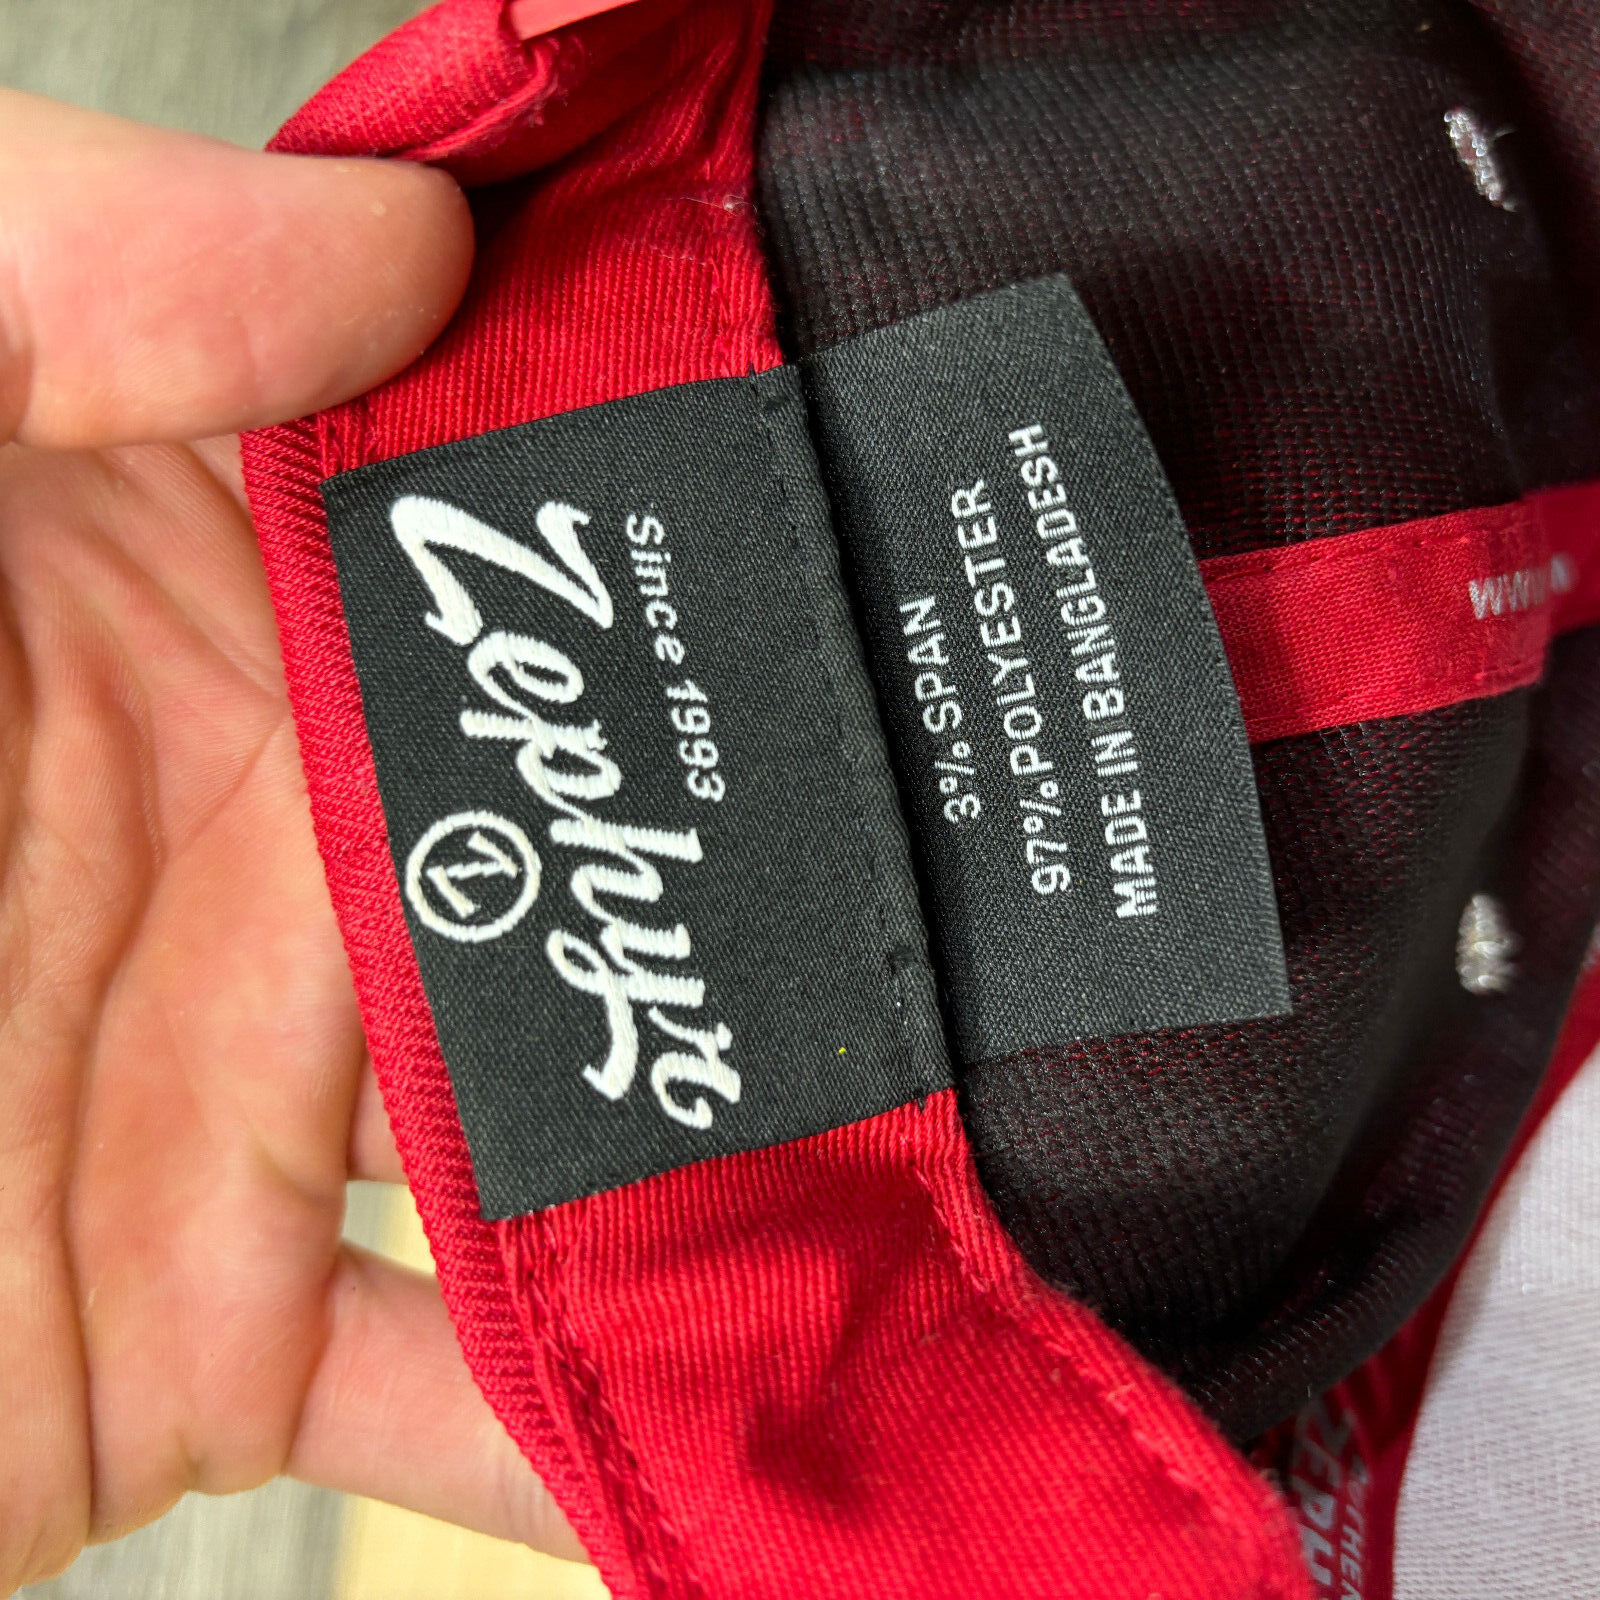 Zephyr
Since 1993
Z
3% SPAN
97% POLYESTER
MADE IN BANGLADESH